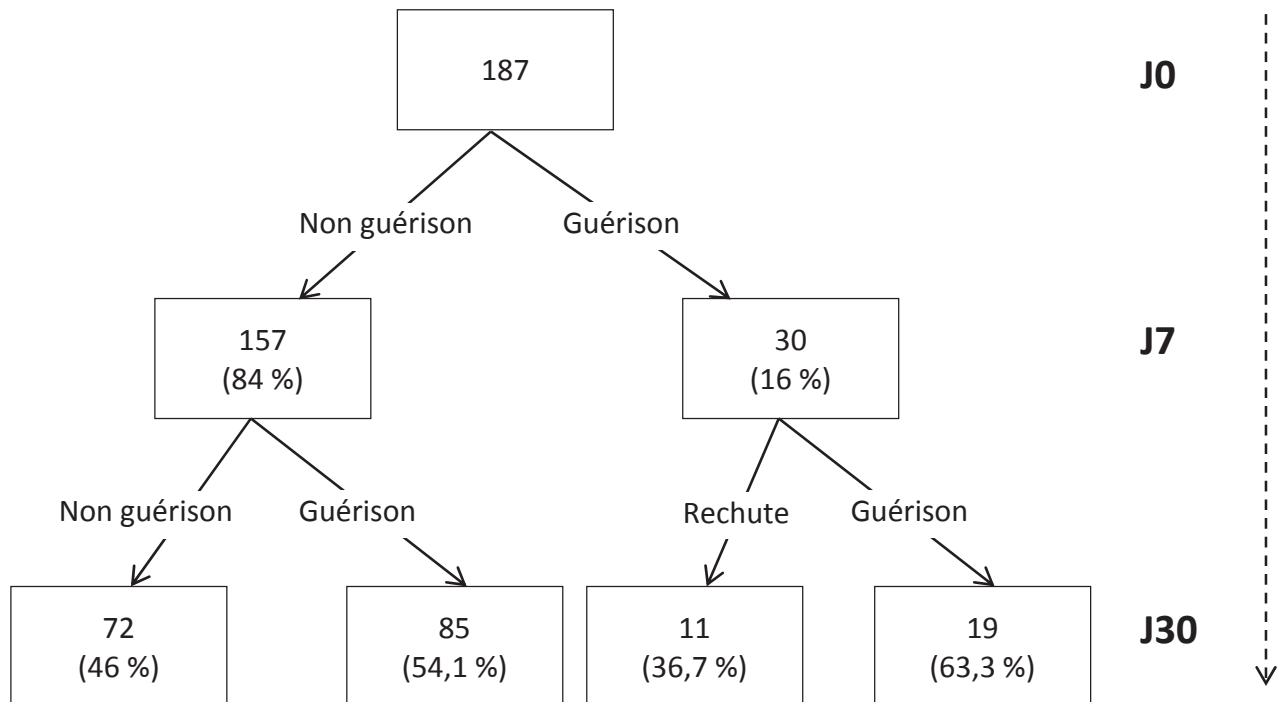 187
J0
Non guérison
Guérison
157
(84 %)
30
(16 %)
J7
Non guérison
Guérison
Rechute
Guérison
72
(46 %)
85
(54,1 %)
11
(36,7 %)
19
(63,3 %)
J30